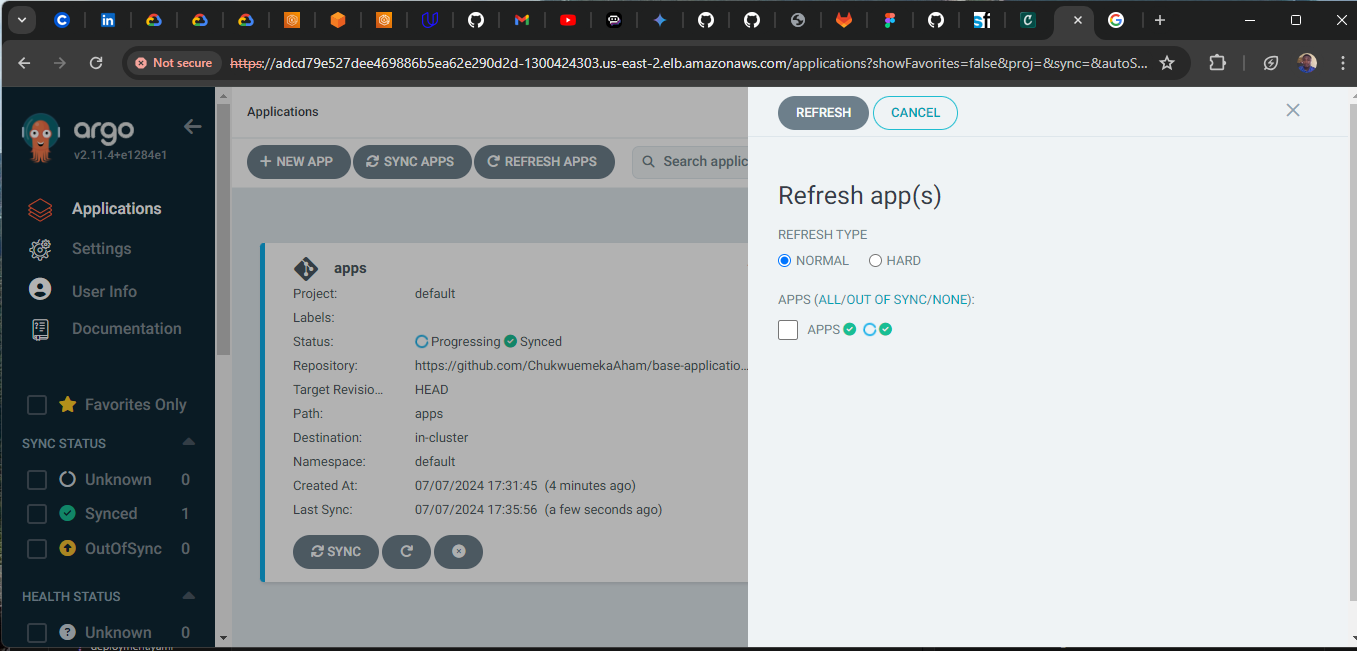 Not secure https://adcd79e527dee469886b5ea62e290d2d-1300424303.us-east-2.elb.amazonaws.com/applications?showFavorites=false&proj=&sync=&autoS...
argo
v2.11.4+e1284e1
Applications
Settings
User Info
Documentation
Favorites Only
SYNC STATUS
Unknown 0
Synced 1
OutOfSync 0
HEALTH STATUS
Unknown 0
Applications
+ NEW APP SYNC APPS REFRESH APPS Search applic
apps
Project: default
Labels:
Status: Progressing Synced
Repository: https://github.com/ChukwuemekaAham/base-applicatio...
Target Revisio... HEAD
Path: apps
Destination: in-cluster
Namespace: default
Created At: 07/07/2024 17:31:45 (4 minutes ago)
Last Sync: 07/07/2024 17:35:56 (a few seconds ago)
SYNC
REFRESH CANCEL
Refresh app(s)
REFRESH TYPE
NORMAL HARD
APPS (ALL/OUT OF SYNC/NONE):
APPS